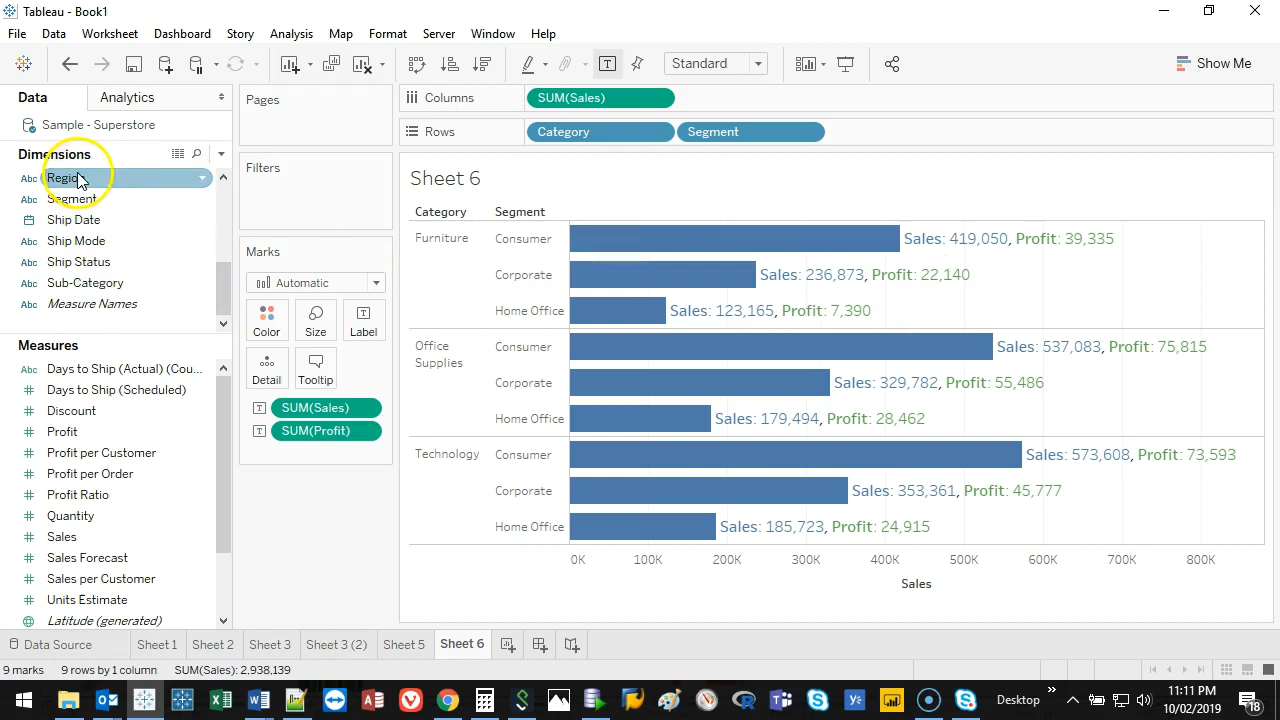 Tableau - Book1
File Data Worksheet Dashboard Story Analysis Map Format Server Window Help
Standard
Show Me
Data Analytics
Sample - Superstore
Dimensions
Abc Region
Abc Segment
Ship Date
Abc Ship Mode
Abc Ship Status
Abc Sub-Category
Abc Measure Names
Measures
Abc Days to Ship (Actual) (Cou...
# Days to Ship (Scheduled)
# Discount
# Profit
# Profit per Customer
# Profit per Order
# Profit Ratio
# Quantity
# Sales
# Sales Forecast
# Sales per Customer
# Units Estimate
Latitude (generated)
Pages
Filters
Marks
Automatic
Color Size Label
Detail Tooltip
T SUM(Sales)
T SUM(Profit)
Columns SUM(Sales)
Rows Category Segment
Sheet 6
Category Segment
Furniture Consumer Sales: 419,050, Profit: 39,335
Corporate Sales: 236,873, Profit: 22,140
Home Office Sales: 123,165, Profit: 7,390
Office Supplies Consumer Sales: 537,083, Profit: 75,815
Corporate Sales: 329,782, Profit: 55,486
Home Office Sales: 179,494, Profit: 28,462
Technology Consumer Sales: 573,608, Profit: 73,593
Corporate Sales: 353,361, Profit: 45,777
Home Office Sales: 185,723, Profit: 24,915
0K 100K 200K 300K 400K 500K 600K 700K 800K
Sales
Data Source Sheet 1 Sheet 2 Sheet 3 Sheet 3 (2) Sheet 5 Sheet 6
9 marks 9 rows by 1 column SUM(Sales): 2,938,139
Desktop
11:11 PM
10/02/2019
18